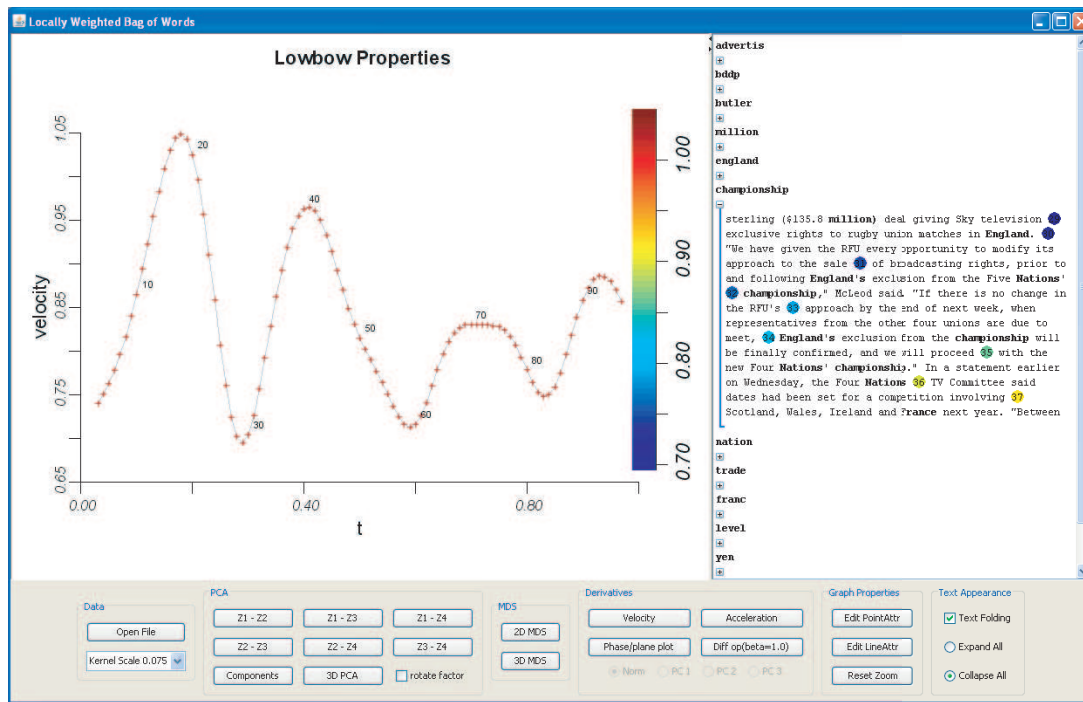 Locally Weighted Bag of Words
Lowbow Properties
velocity
1.05
0.95
0.85
0.75
0.65
0.00
0.40
0.80
t
10
20
30
40
50
60
70
80
90
1.00
0.90
0.80
0.70
advertis
bddp
butler
million
england
championship
sterling ($135.8 million) deal giving Sky television
exclusive rights to rugby union matches in England.
"We have given the RFU every opportunity to modify its
approach to the sale 31 of broadcasting rights, prior to
and following England's exclusion from the Five Nations'
32 championship," McLeod said. "If there is no change in
the RFU's 33 approach by the end of next week, when
representatives from the other four unions are due to
meet, 34 England's exclusion from the championship will
be finally confirmed, and we will proceed 35 with the
new Four Nations' championship." In a statement earlier
on Wednesday, the Four Nations 36 TV Committee said
dates had been set for a competition involving 37
Scotland, Wales, Ireland and France next year. "Between
nation
trade
franc
level
yen
Data
Open File
Kernel Scale 0.075
PCA
Z1 - Z2
Z1 - Z3
Z1 - Z4
Z2 - Z3
Z2 - Z4
Z3 - Z4
Components
3D PCA
rotate factor
MDS
2D MDS
3D MDS
Derivatives
Velocity
Acceleration
Phase/plane plot
Diff op(beta=1.0)
Norm
PC 1
PC 2
PC 3
Graph Properties
Edit PointAttr
Edit LineAttr
Reset Zoom
Text Appearance
Text Folding
Expand All
Collapse All